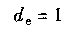 d_e = 1